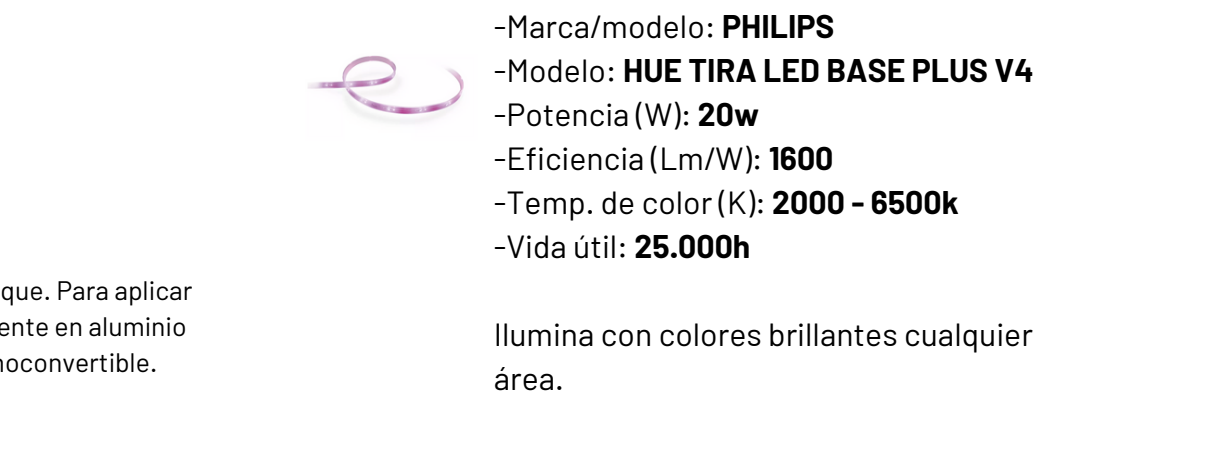 -Marca/modelo: PHILIPS
-Modelo: HUE TIRA LED BASE PLUS V4
-Potencia (W): 20w
-Eficiencia (Lm/W): 1600
-Temp. de color (K): 2000 - 6500k
-Vida útil: 25.000h
que. Para aplicar
ente en aluminio
noconvertible.
Ilumina con colores brillantes cualquier
área.